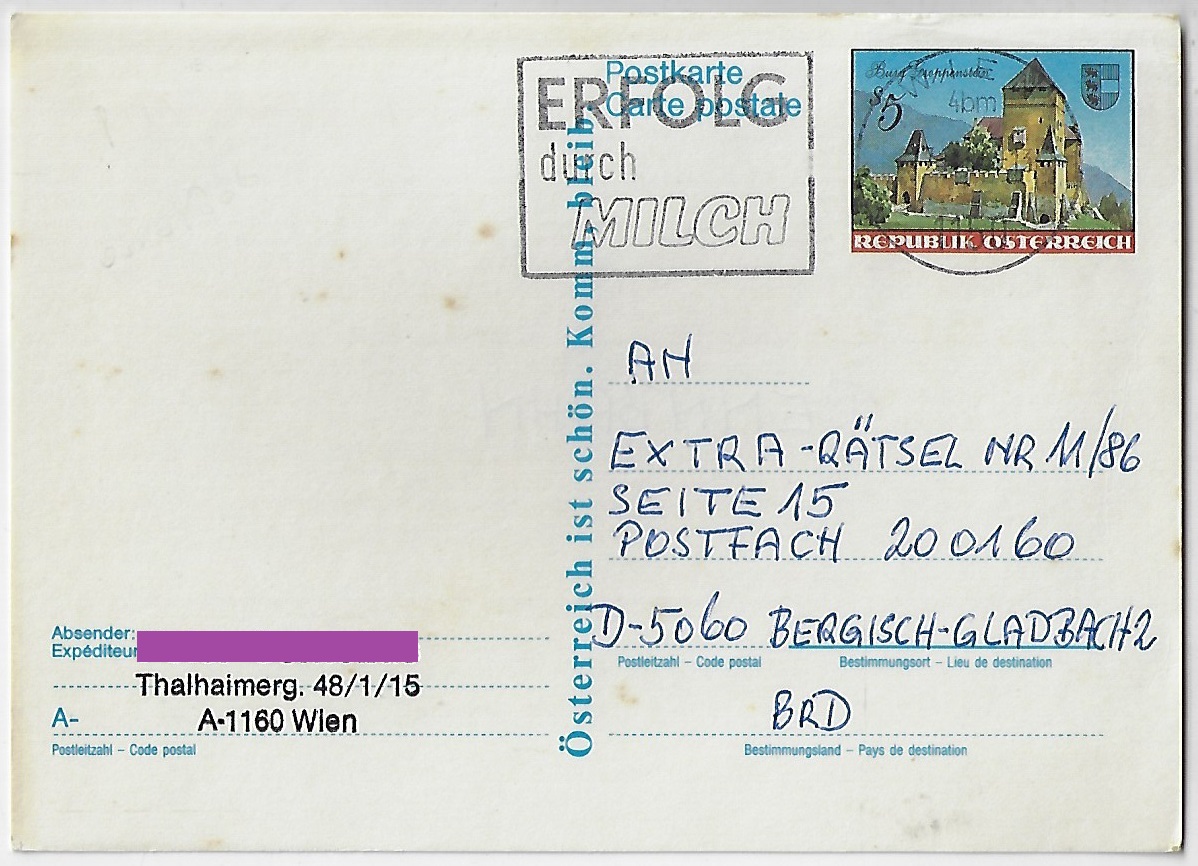 Postkarte
Carte postale
ERFOLG
durch
MILCH
S5
REPUBLIK ÖSTERREICH
Österreich ist schön. Komm, bleib.
AN
EXTRA-RÄTSEL NR 11/86
SEITE 15
POSTFACH 200160
D-5060 BERGISCH-GLADBACH 2
Postleitzahl – Code postal
Bestimmungsort – Lieu de destination
BRD
Bestimmungsland – Pays de destination
Absender:
Expéditeur
Thalhaimerg. 48/1/15
A-
A-1160 Wien
Postleitzahl – Code postal